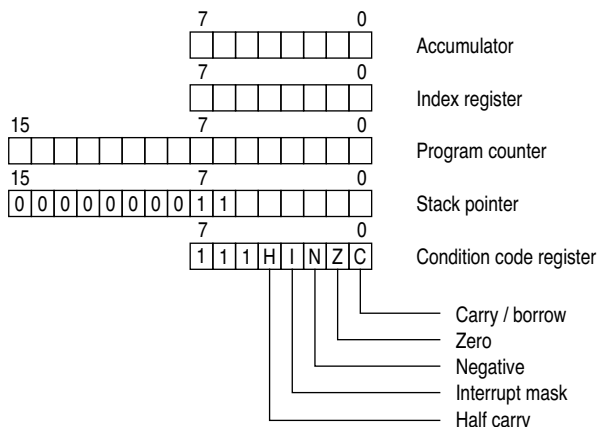 7 0
Accumulator
7 0
Index register
15 7 0
Program counter
15 7 0
0 0 0 0 0 0 0 0 1 1
Stack pointer
7 0
1 1 1 H I N Z C
Condition code register
Carry / borrow
Zero
Negative
Interrupt mask
Half carry